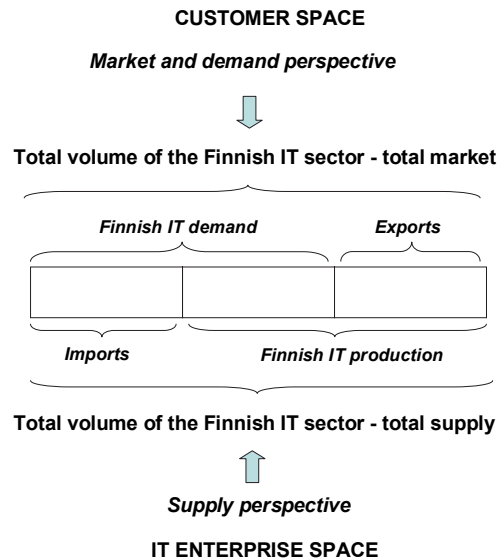 CUSTOMER SPACE
Market and demand perspective
Total volume of the Finnish IT sector - total market
Finnish IT demand
Exports
Imports
Finnish IT production
Total volume of the Finnish IT sector - total supply
Supply perspective
IT ENTERPRISE SPACE